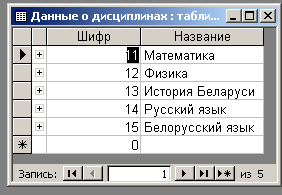 Данные о дисциплинах : табли...
Шифр Название
11 Математика
12 Физика
13 История Беларуси
14 Русский язык
15 Белорусский язык
0
Запись: 1 из 5